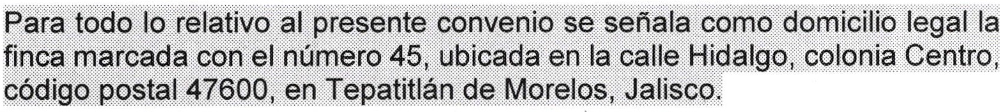 Para todo lo relativo al presente convenio se señala como domicilio legal la
finca marcada con el número 45, ubicada en la calle Hidalgo, colonia Centro,
código postal 47600, en Tepatitlán de Morelos, Jalisco.